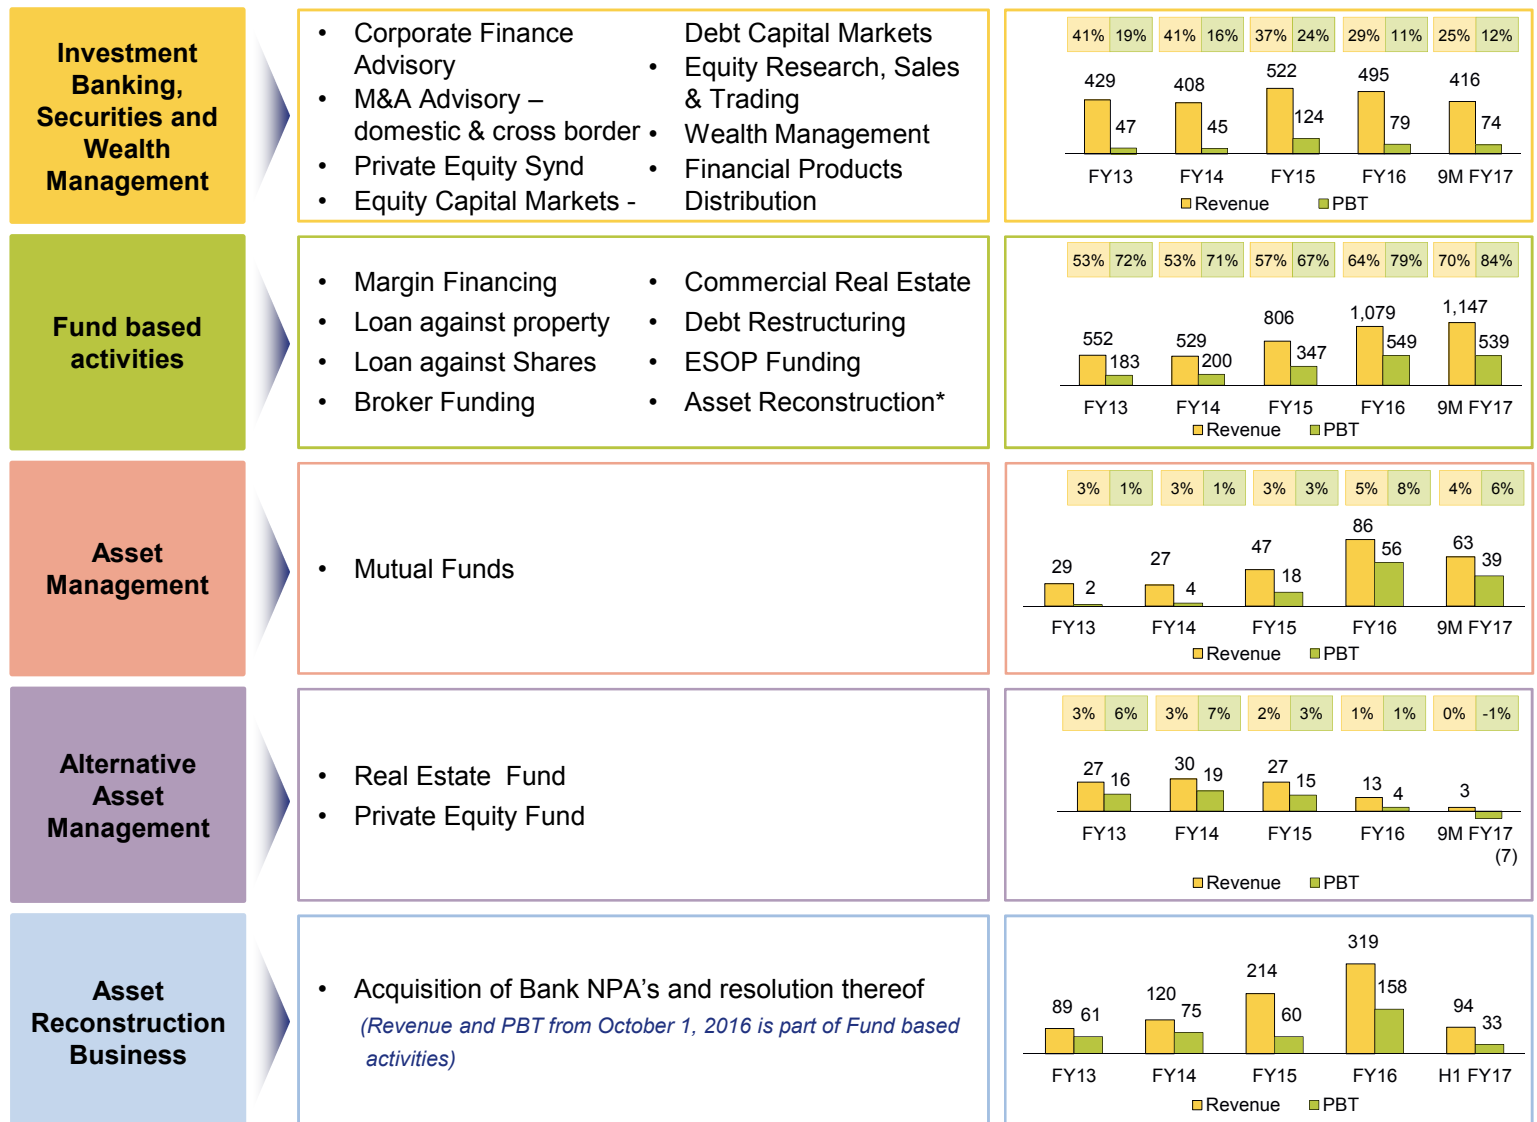 Investment
Banking,
Securities and
Wealth
Management
• Corporate Finance
Advisory
• M&A Advisory –
domestic & cross border
• Private Equity Synd
• Equity Capital Markets -
Debt Capital Markets
• Equity Research, Sales
& Trading
• Wealth Management
• Financial Products
Distribution
41% 19% 41% 16% 37% 24% 29% 11% 25% 12%
429 47 408 45 522 124 495 79 416 74
FY13 FY14 FY15 FY16 9M FY17
Revenue PBT
Fund based
activities
• Margin Financing
• Loan against property
• Loan against Shares
• Broker Funding
• Commercial Real Estate
• Debt Restructuring
• ESOP Funding
• Asset Reconstruction*
53% 72% 53% 71% 57% 67% 64% 79% 70% 84%
552 183 529 200 806 347 1,079 549 1,147 539
FY13 FY14 FY15 FY16 9M FY17
Revenue PBT
Asset
Management
• Mutual Funds
3% 1% 3% 1% 3% 3% 5% 8% 4% 6%
29 2 27 4 47 18 86 56 63 39
FY13 FY14 FY15 FY16 9M FY17
Revenue PBT
Alternative
Asset
Management
• Real Estate Fund
• Private Equity Fund
3% 6% 3% 7% 2% 3% 1% 1% 0% -1%
27 16 30 19 27 15 13 4 3
FY13 FY14 FY15 FY16 9M FY17
(7)
Revenue PBT
Asset
Reconstruction
Business
• Acquisition of Bank NPA's and resolution thereof
(Revenue and PBT from October 1, 2016 is part of Fund based
activities)
89 61 120 75 214 60 319 158 94 33
FY13 FY14 FY15 FY16 H1 FY17
Revenue PBT